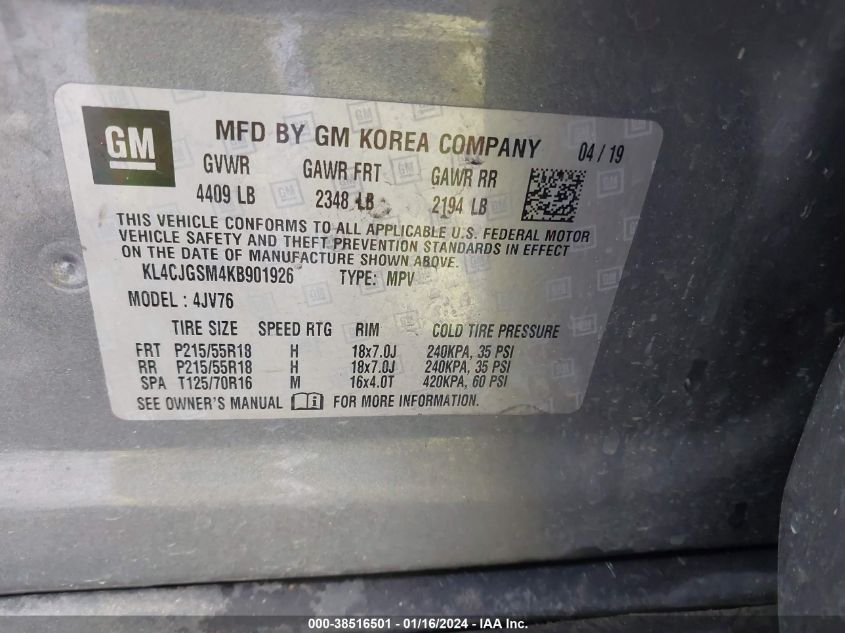 GM
MFD BY GM KOREA COMPANY 04 / 19
GVWR GAWR FRT GAWR RR
4409 LB 2348 LB 2194 LB
THIS VEHICLE CONFORMS TO ALL APPLICABLE U.S. FEDERAL MOTOR
VEHICLE SAFETY AND THEFT PREVENTION STANDARDS IN EFFECT
ON THE DATE OF MANUFACTURE SHOWN ABOVE.
KL4CJGSM4KB901926 TYPE: MPV
MODEL : 4JV76
TIRE SIZE SPEED RTG RIM COLD TIRE PRESSURE
FRT P215/55R18 H 18x7.0J 240KPA, 35 PSI
RR P215/55R18 H 18x7.0J 240KPA, 35 PSI
SPA T125/70R16 M 16x4.0T 420KPA, 60 PSI
SEE OWNER'S MANUAL FOR MORE INFORMATION.
000-38516501 - 01/16/2024 - IAA Inc.